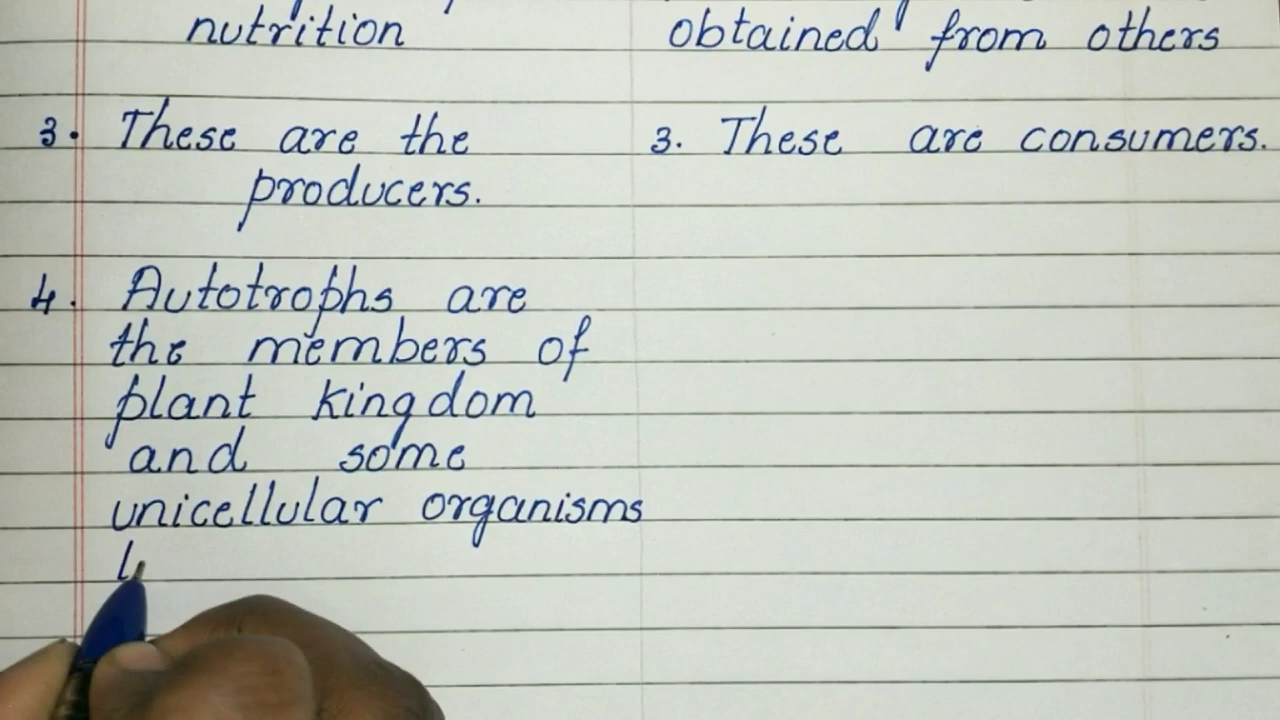 nutrition
obtained from others
3. These are the
producers.
3. These are consumers.
4. Autotrophs are
the members of
plant kingdom
and some
unicellular organisms
l